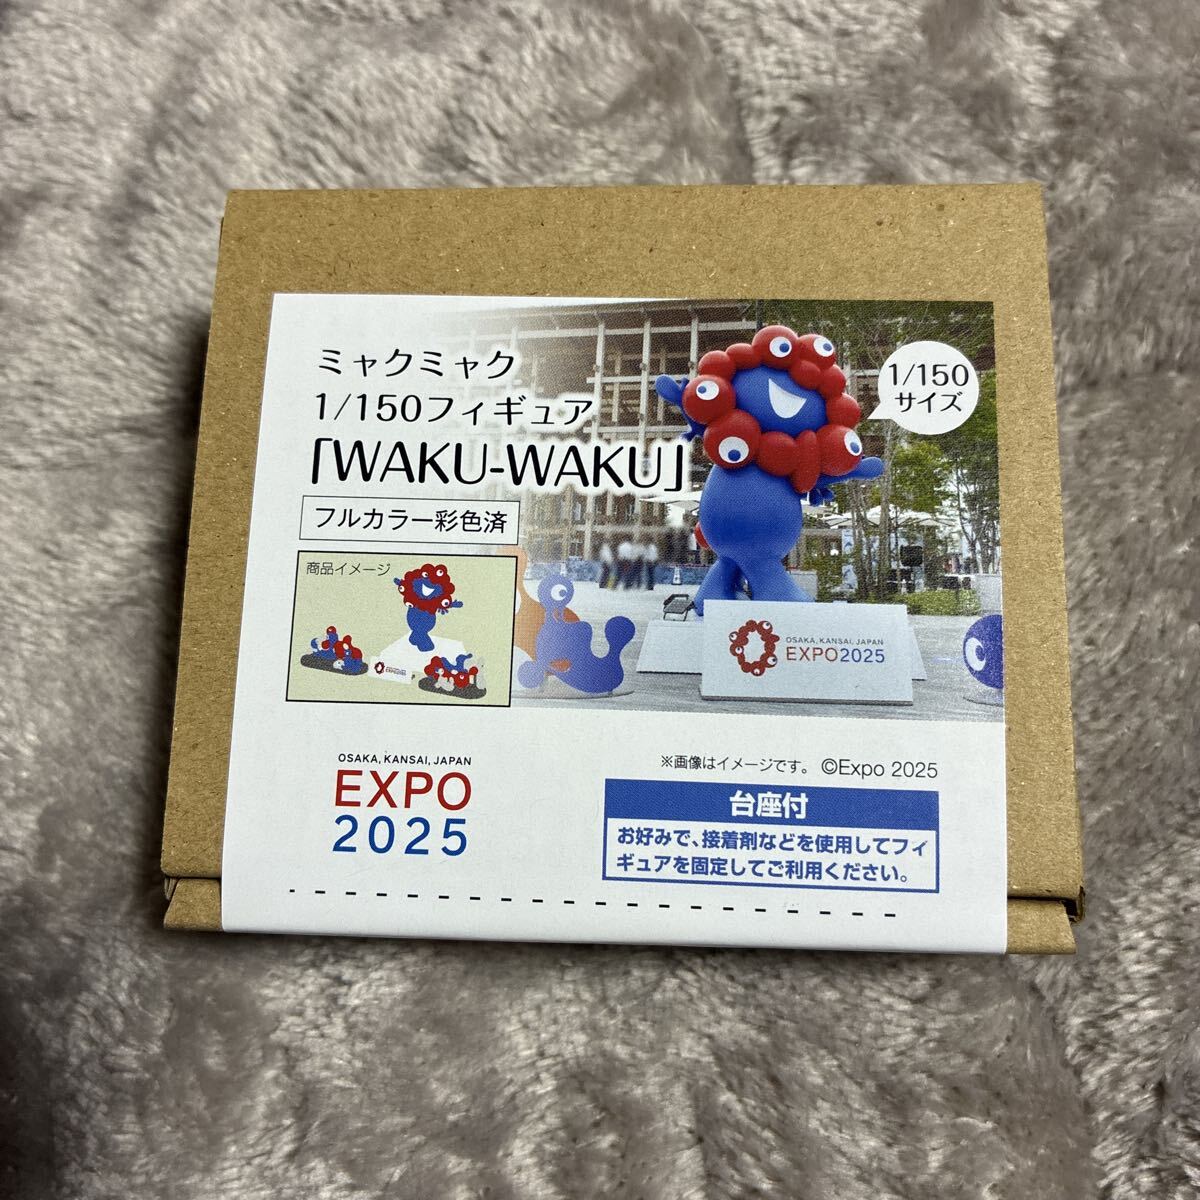 ミャクミャク
1/150フィギュア
「WAKU-WAKU」
フルカラー彩色済
1/150
サイズ
商品イメージ
OSAKA, KANSAI, JAPAN
EXPO2025
OSAKA, KANSAI, JAPAN
EXPO
2025
※画像はイメージです。 ©Expo 2025
台座付
お好みで、接着剤などを使用してフィ
ギュアを固定してご利用ください。